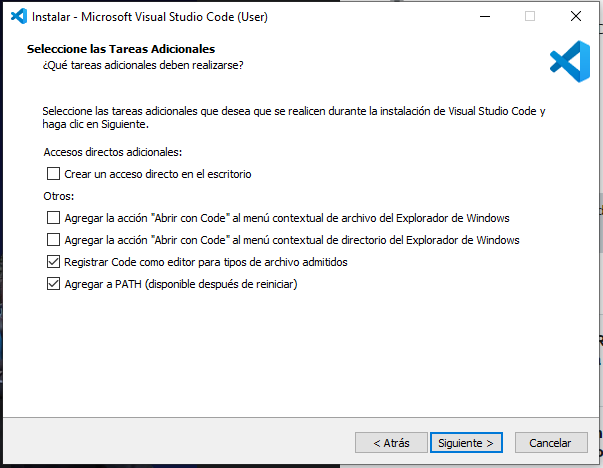 Instalar - Microsoft Visual Studio Code (User)
Seleccione las Tareas Adicionales
¿Qué tareas adicionales deben realizarse?
Seleccione las tareas adicionales que desea que se realicen durante la instalación de Visual Studio Code y
haga clic en Siguiente.
Accesos directos adicionales:
Crear un acceso directo en el escritorio
Otros:
Agregar la acción "Abrir con Code" al menú contextual de archivo del Explorador de Windows
Agregar la acción "Abrir con Code" al menú contextual de directorio del Explorador de Windows
Registrar Code como editor para tipos de archivo admitidos
Agregar a PATH (disponible después de reiniciar)
< Atrás
Siguiente >
Cancelar